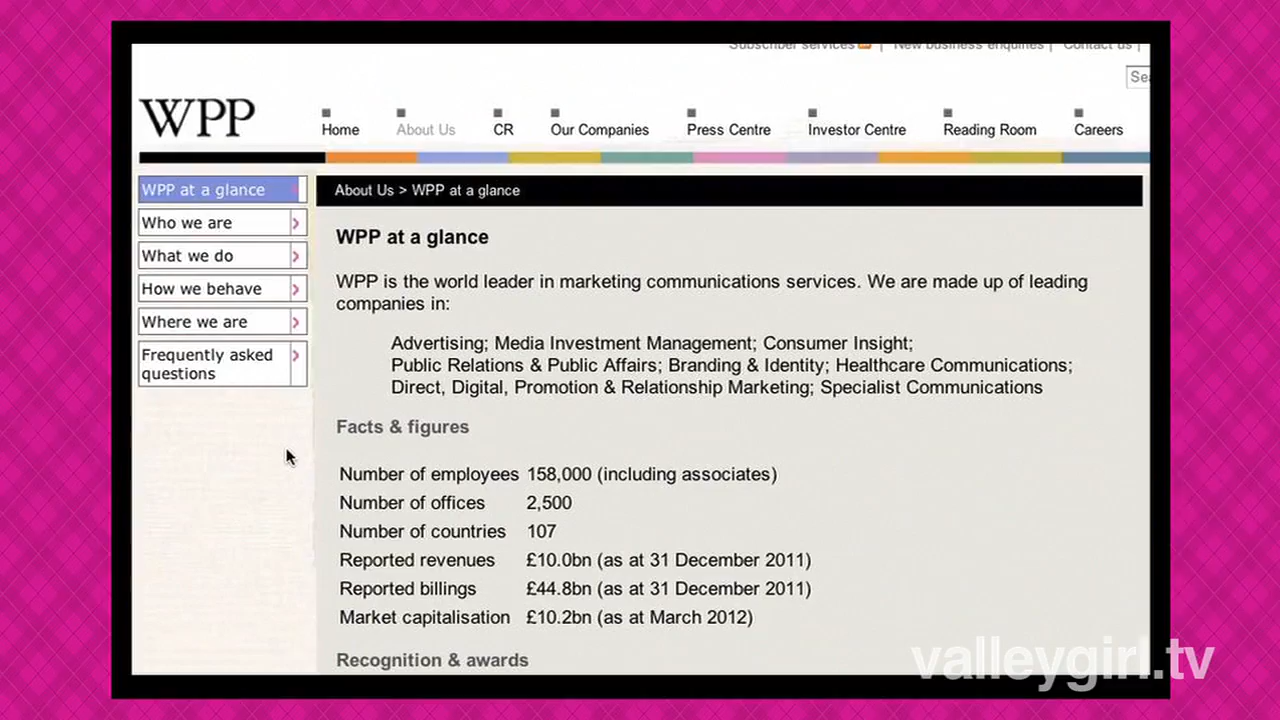 Subscriber services | New business enquiries | Contact us |
Sea
WPP
Home About Us CR Our Companies Press Centre Investor Centre Reading Room Careers
WPP at a glance
Who we are
What we do
How we behave
Where we are
Frequently asked
questions
About Us > WPP at a glance
WPP at a glance
WPP is the world leader in marketing communications services. We are made up of leading
companies in:
Advertising; Media Investment Management; Consumer Insight;
Public Relations & Public Affairs; Branding & Identity; Healthcare Communications;
Direct, Digital, Promotion & Relationship Marketing; Specialist Communications
Facts & figures
Number of employees 158,000 (including associates)
Number of offices 2,500
Number of countries 107
Reported revenues £10.0bn (as at 31 December 2011)
Reported billings £44.8bn (as at 31 December 2011)
Market capitalisation £10.2bn (as at March 2012)
Recognition & awards
valleygirl.tv